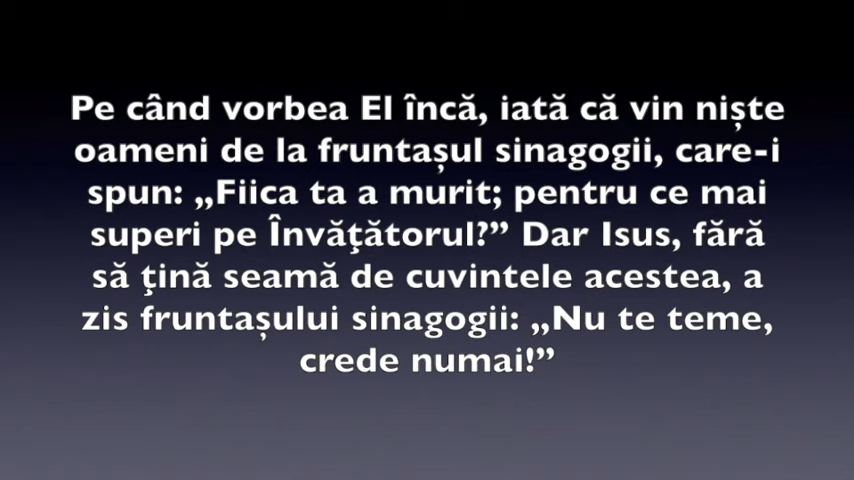 Pe când vorbea El încă, iată că vin niște
oameni de la fruntașul sinagogii, care-i
spun: „Fiica ta a murit; pentru ce mai
superi pe Învăţătorul?” Dar Isus, fără
să ţină seamă de cuvintele acestea, a
zis fruntașului sinagogii: „Nu te teme,
crede numai!”